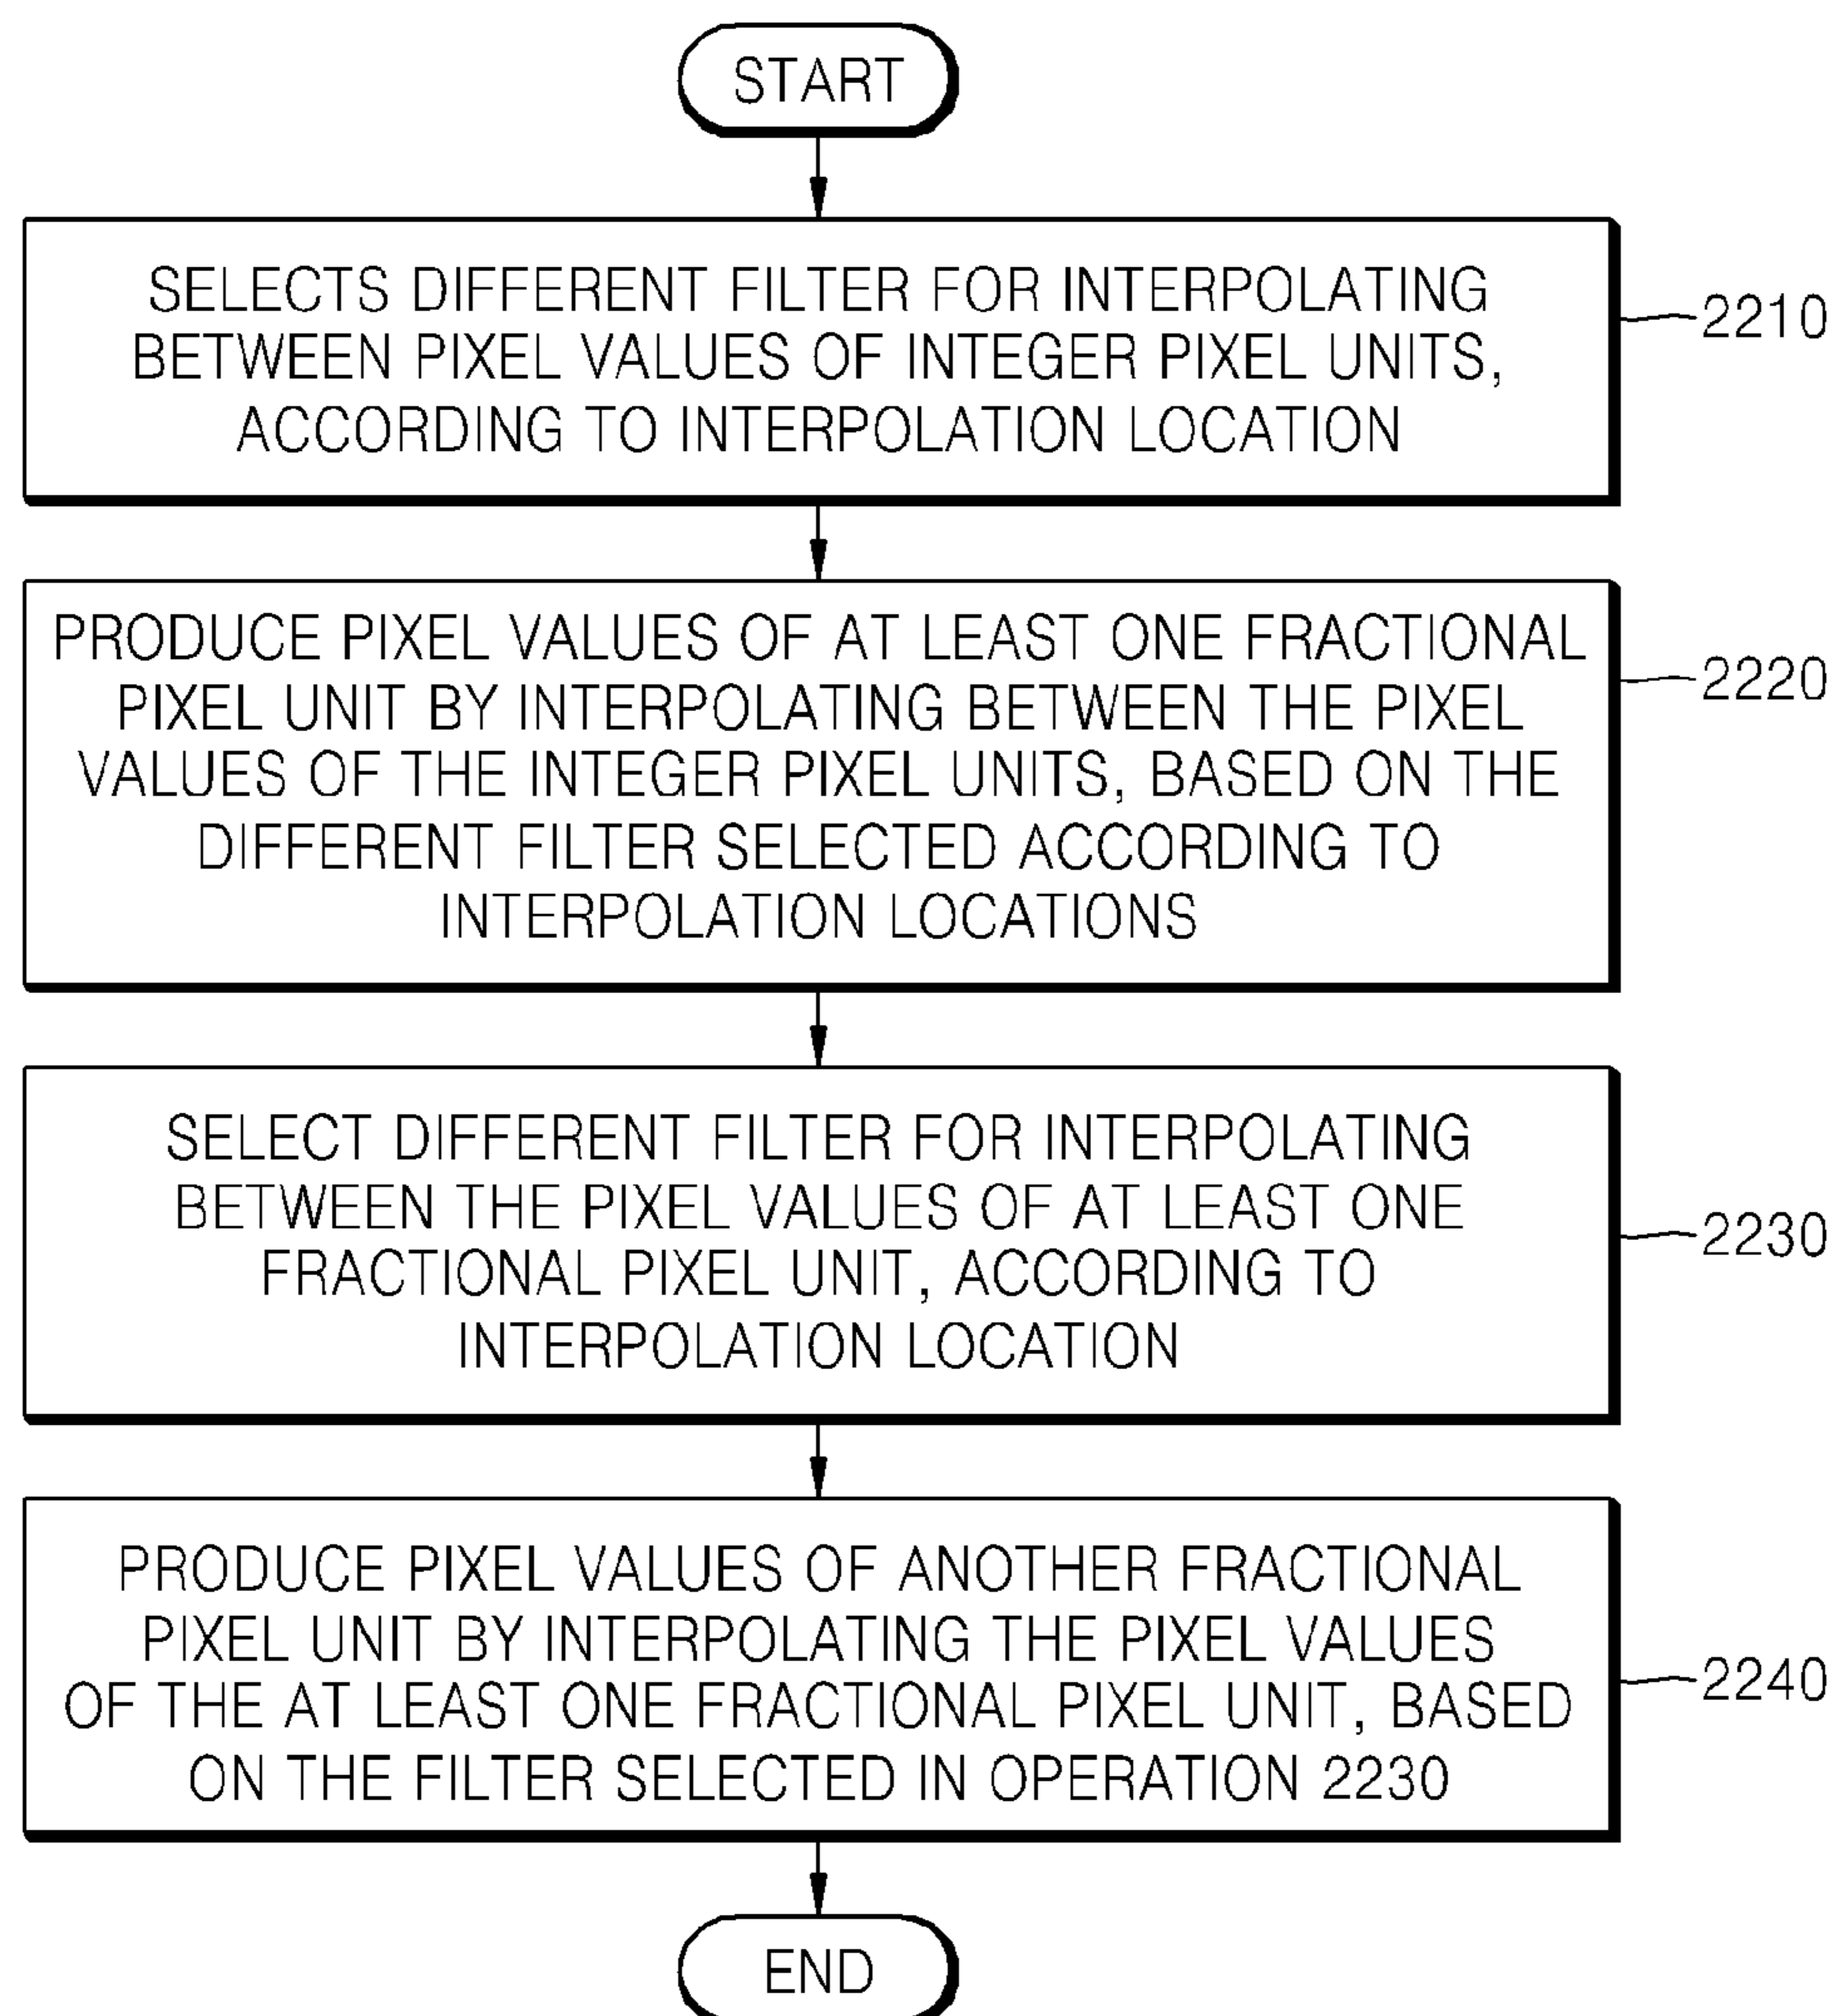 START
SELECTS DIFFERENT FILTER FOR INTERPOLATING
BETWEEN PIXEL VALUES OF INTEGER PIXEL UNITS,
ACCORDING TO INTERPOLATION LOCATION
2210
PRODUCE PIXEL VALUES OF AT LEAST ONE FRACTIONAL
PIXEL UNIT BY INTERPOLATING BETWEEN THE PIXEL
VALUES OF THE INTEGER PIXEL UNITS, BASED ON THE
DIFFERENT FILTER SELECTED ACCORDING TO
INTERPOLATION LOCATIONS
2220
SELECT DIFFERENT FILTER FOR INTERPOLATING
BETWEEN THE PIXEL VALUES OF AT LEAST ONE
FRACTIONAL PIXEL UNIT, ACCORDING TO
INTERPOLATION LOCATION
2230
PRODUCE PIXEL VALUES OF ANOTHER FRACTIONAL
PIXEL UNIT BY INTERPOLATING THE PIXEL VALUES
OF THE AT LEAST ONE FRACTIONAL PIXEL UNIT, BASED
ON THE FILTER SELECTED IN OPERATION 2230
2240
END